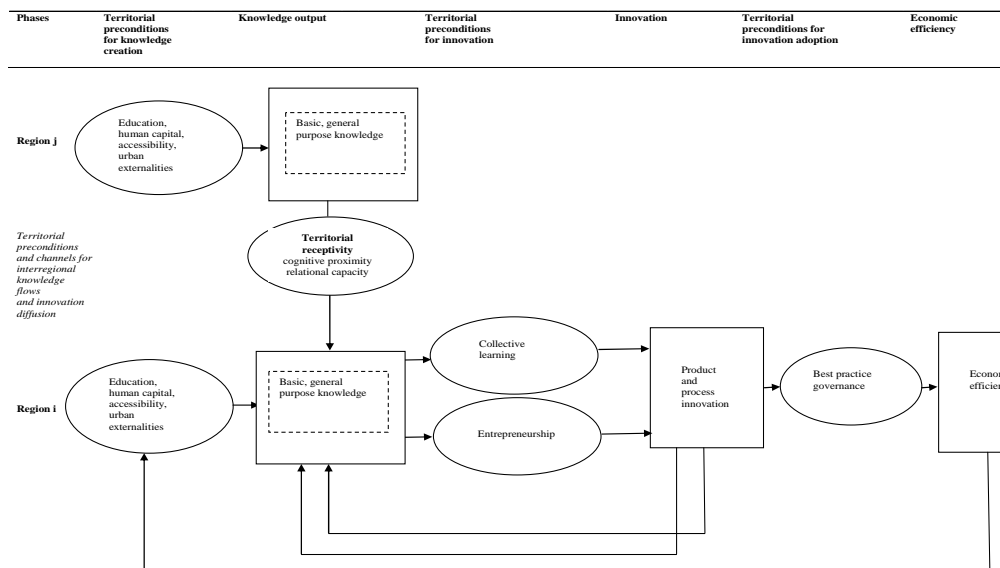 Phases
Territorial
preconditions
for knowledge
creation
Knowledge output
Territorial
preconditions
for innovation
Innovation
Territorial
preconditions for
innovation adoption
Economic
efficiency
Region j
Education,
human capital,
accessibility,
urban
externalities
Basic, general
purpose knowledge
Territorial
preconditions
and channels for
interregional
knowledge
flows
and innovation
diffusion
Territorial
receptivity
cognitive proximity
relational capacity
Region i
Education,
human capital,
accessibility,
urban
externalities
Basic, general
purpose knowledge
Collective
learning
Entrepreneurship
Product
and
process
innovation
Best practice
governance
Econo
efficien